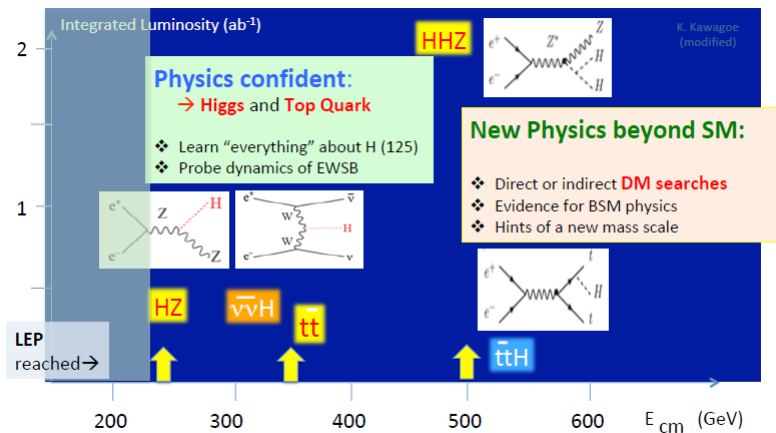 Integrated Luminosity (ab⁻¹)
K. Kawagoe
(modified)
2
HHZ
e⁺
e⁻
Z*
Z
H
H
Physics confident:
→ Higgs and Top Quark
❖ Learn “everything” about H (125)
❖ Probe dynamics of EWSB
New Physics beyond SM:
❖ Direct or indirect DM searches
❖ Evidence for BSM physics
❖ Hints of a new mass scale
1
e⁺
e⁻
Z
H
Z
e⁺
e⁻
W
W
ν̄
H
ν
e⁺
e⁻
t
H
t
HZ
νν̄H
tt̄
t̄tH
LEP
reached→
200 300 400 500 600 E cm (GeV)